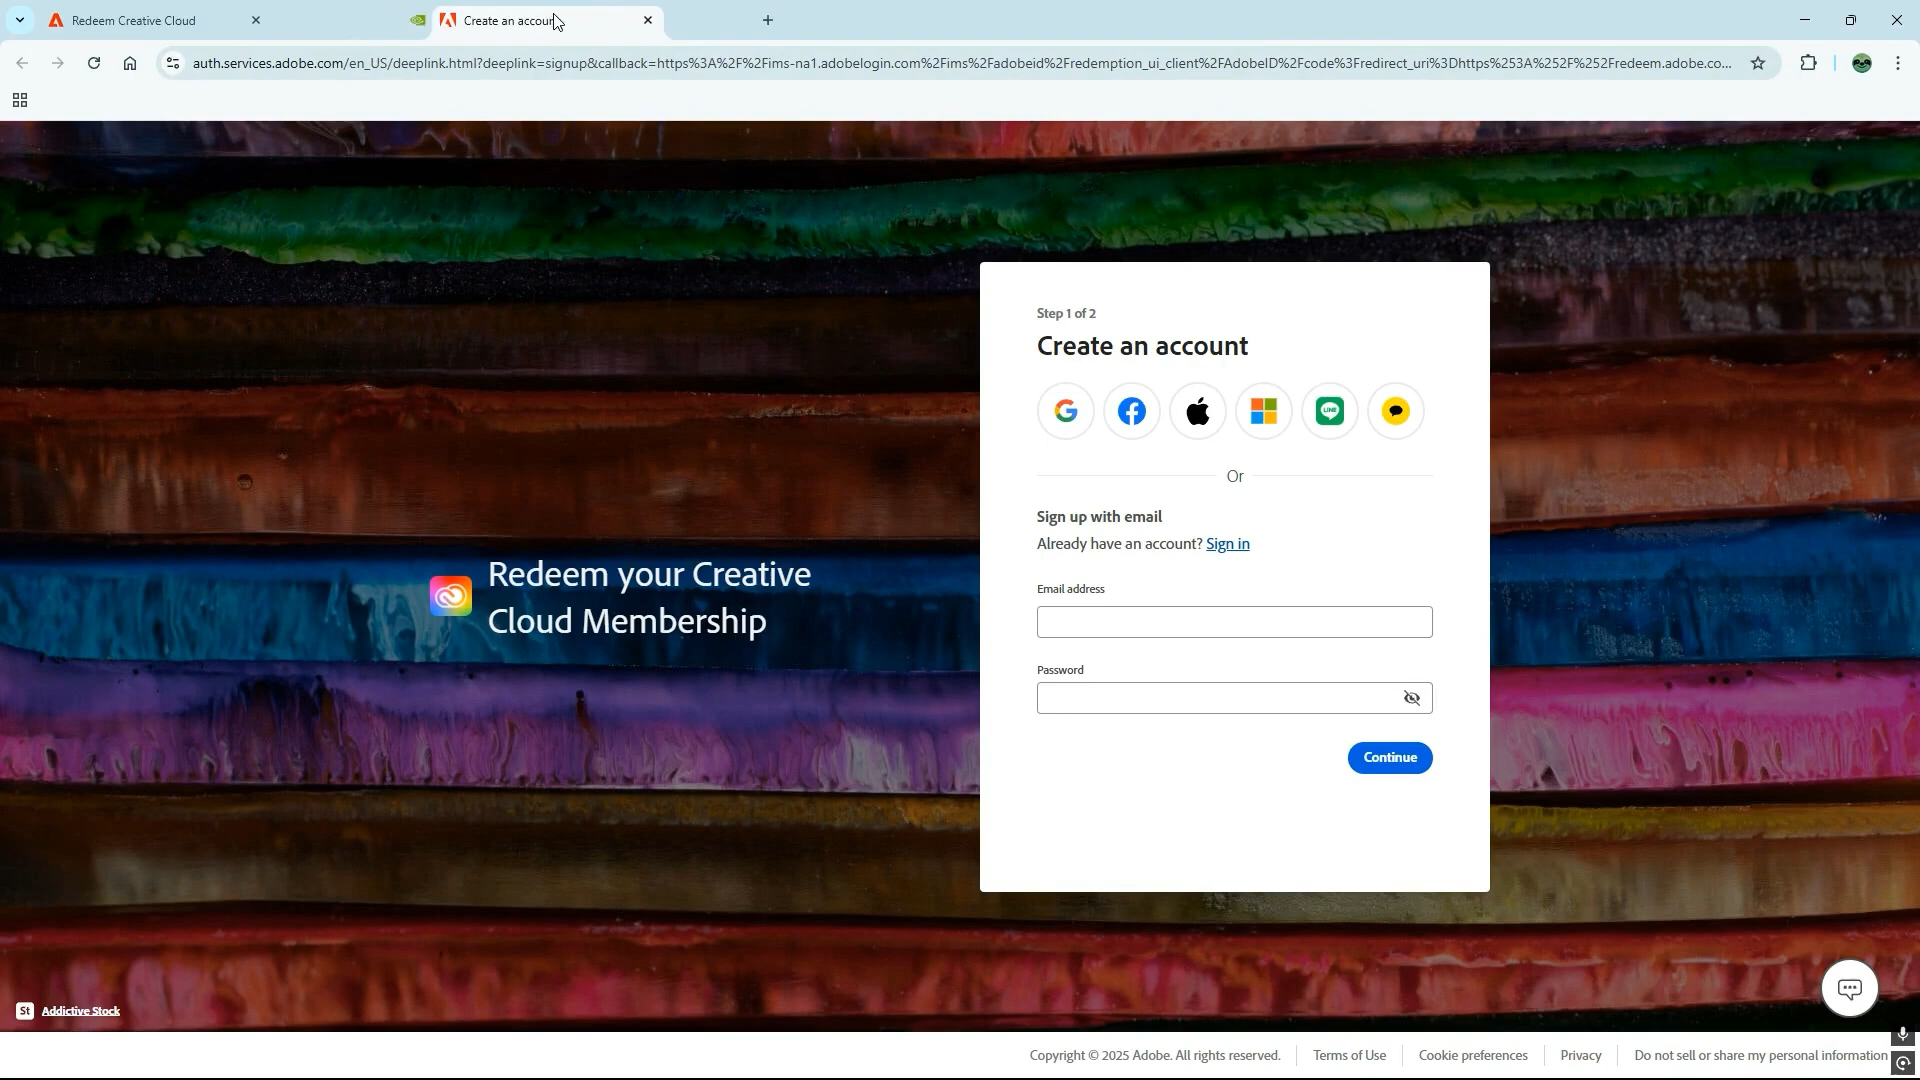 Redeem Creative Cloud
Create an accoun
auth.services.adobe.com/en_US/deeplink.html?deeplink=signup&callback=https%3A%2F%2Fims-na1.adobelogin.com%2Fims%2Fadobeid%2Fredemption_ui_client%2FAdobeID%2Fcode%3Fredirect_uri%3Dhttps%253A%252F%252Fredeem.adobe.co...
Step 1 of 2
Create an account
LINE
Or
Sign up with email
Already have an account? Sign in
Email address
Redeem your Creative
Cloud Membership
Password
Continue
St Addictive Stock
Copyright © 2025 Adobe. All rights reserved. Terms of Use Cookie preferences Privacy Do not sell or share my personal information